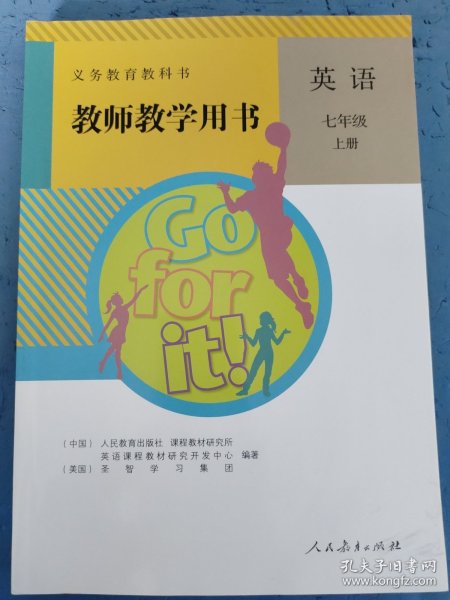 义务教育教科书
教师教学用书
英语
七年级
上册
Go
for
it!
（中国）人民教育出版社 课程教材研究所
英语课程教材研究开发中心 编著
（美国）圣智学习集团
人民教育出版社
孔夫子旧书网
www.kongfz.com